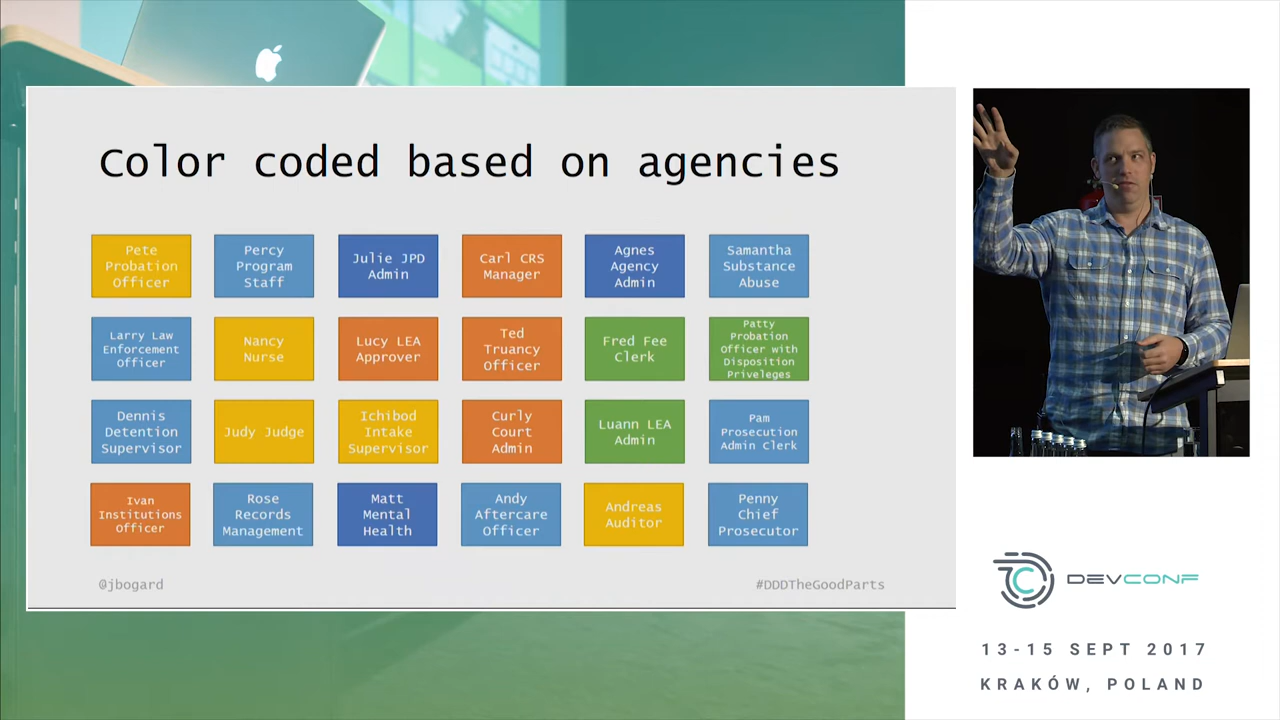 Color coded based on agencies
Pete
Probation
Officer
Percy
Program
Staff
Julie JPD
Admin
Carl CRS
Manager
Agnes
Agency
Admin
Samantha
Substance
Abuse
Larry Law
Enforcement
Officer
Nancy
Nurse
Lucy LEA
Approver
Ted
Truancy
Officer
Fred Fee
Clerk
Patty
Probation
Officer with
Disposition
Priveleges
Dennis
Detention
Supervisor
Judy Judge
Ichibod
Intake
Supervisor
Curly
Court
Admin
Luann LEA
Admin
Pam
Prosecution
Admin Clerk
Ivan
Institutions
Officer
Rose
Records
Management
Matt
Mental
Health
Andy
Aftercare
Officer
Andreas
Auditor
Penny
Chief
Prosecutor
@jbogard
#DDDTheGoodParts
DEVCONF
13-15 SEPT 2017
KRAKÓW, POLAND